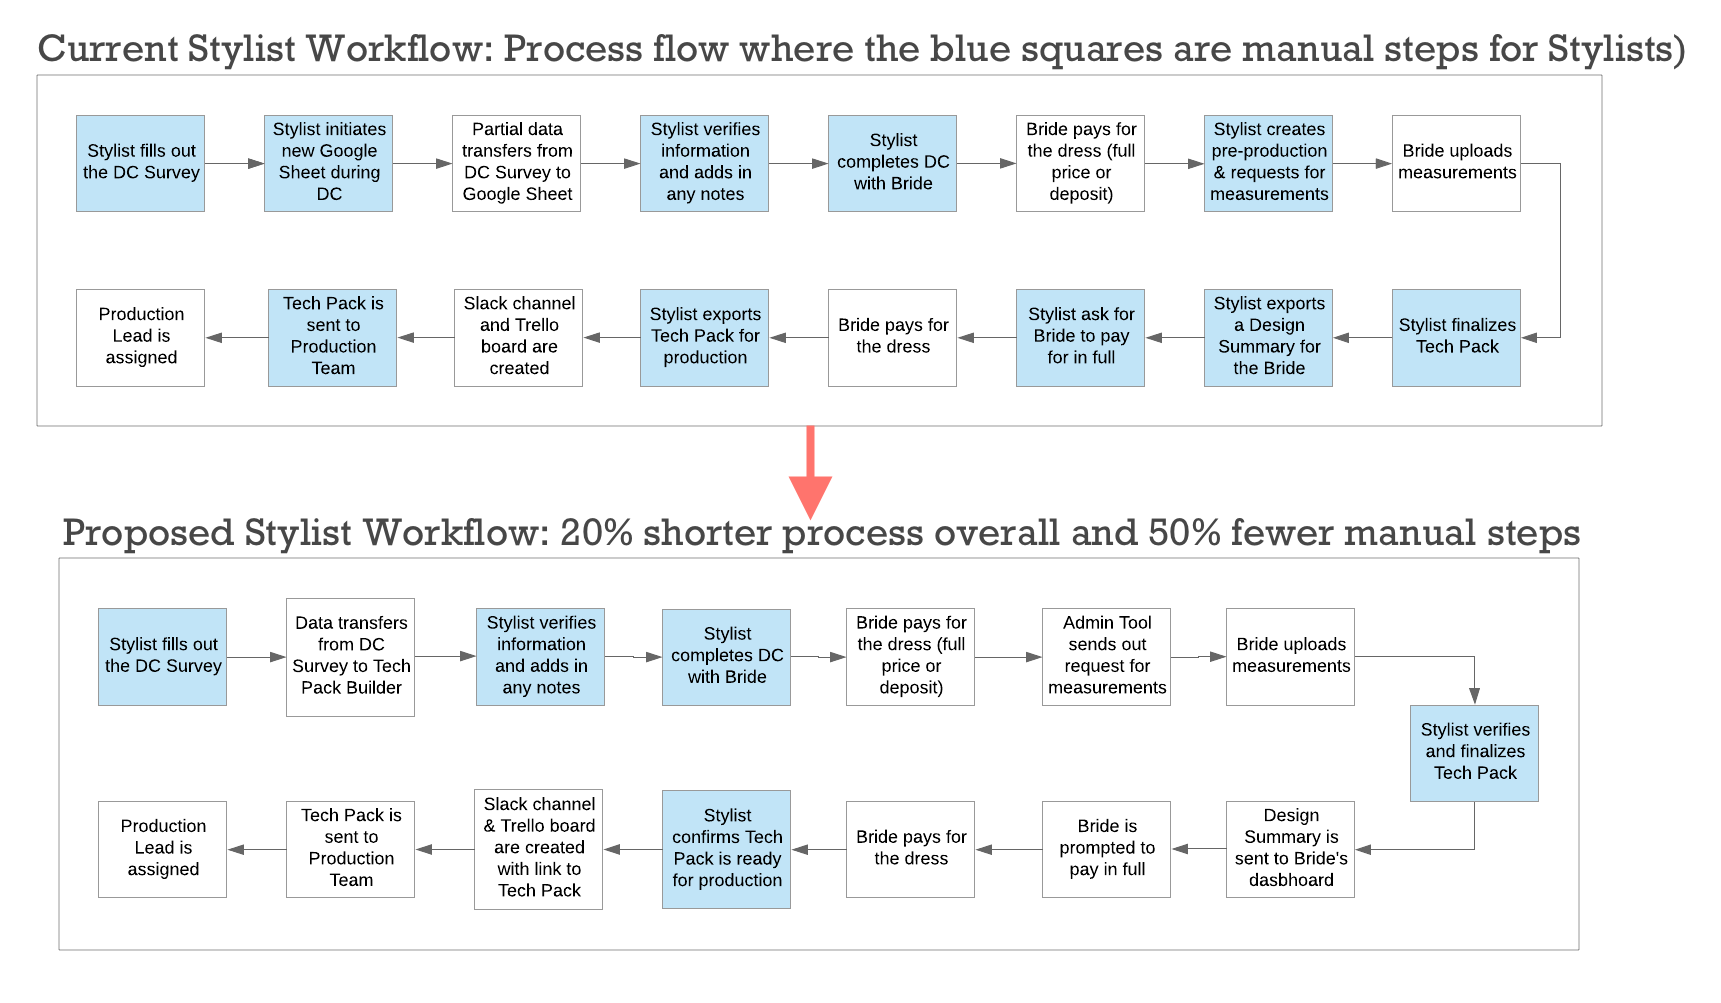 Current Stylist Workflow: Process flow where the blue squares are manual steps for Stylists)
Stylist fills out
the DC Survey
Stylist initiates
new Google
Sheet during
DC
Partial data
transfers from
DC Survey to
Google Sheet
Stylist verifies
information
and adds in
any notes
Stylist
completes DC
with Bride
Bride pays for
the dress (full
price or
deposit)
Stylist creates
pre-production
& requests for
measurements
Bride uploads
measurements
Stylist finalizes
Tech Pack
Stylist exports
a Design
Summary for
the Bride
Stylist ask for
Bride to pay
for in full
Bride pays for
the dress
Stylist exports
Tech Pack for
production
Slack channel
and Trello
board are
created
Tech Pack is
sent to
Production
Team
Production
Lead is
assigned
Proposed Stylist Workflow: 20% shorter process overall and 50% fewer manual steps
Stylist fills out
the DC Survey
Data transfers
from DC
Survey to Tech
Pack Builder
Stylist verifies
information
and adds in
any notes
Stylist
completes DC
with Bride
Bride pays for
the dress (full
price or
deposit)
Admin Tool
sends out
request for
measurements
Bride uploads
measurements
Stylist verifies
and finalizes
Tech Pack
Design
Summary is
sent to Bride's
dasbhoard
Bride is
prompted to
pay in full
Bride pays for
the dress
Stylist
confirms Tech
Pack is ready
for production
Slack channel
& Trello board
are created
with link to
Tech Pack
Tech Pack is
sent to
Production
Team
Production
Lead is
assigned